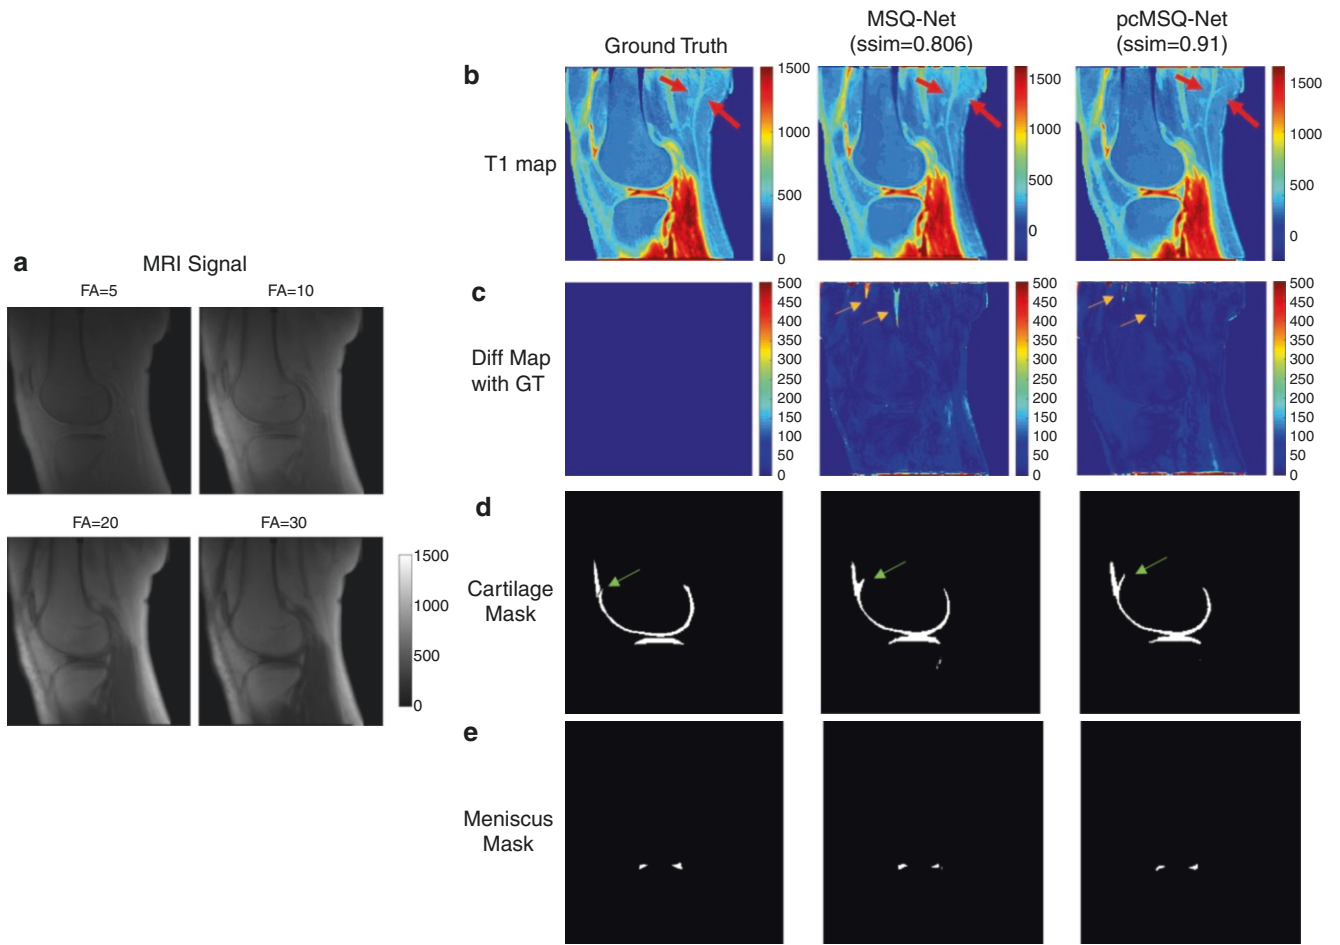 a
MRI Signal
FA=5
FA=10
FA=20
FA=30
1500
1000
500
0
Ground Truth
MSQ-Net
(ssim=0.806)
pcMSQ-Net
(ssim=0.91)
b
T1 map
1500
1000
500
0
1500
1000
500
0
1500
1000
500
0
c
Diff Map
with GT
500
450
400
350
300
250
200
150
100
50
0
500
450
400
350
300
250
200
150
100
50
0
500
450
400
350
300
250
200
150
100
50
0
d
Cartilage
Mask
e
Meniscus
Mask